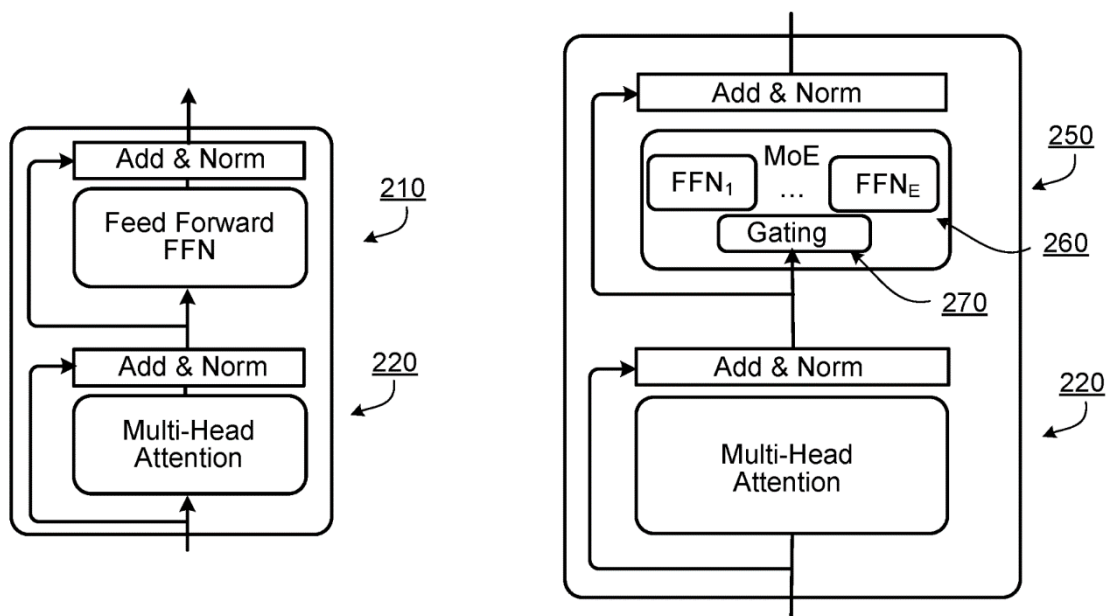 Add & Norm
Feed Forward
FFN
210
Add & Norm
220
Multi-Head
Attention
Add & Norm
MoE
250
FFN₁
...
FFN_E
Gating
260
270
Add & Norm
220
Multi-Head
Attention